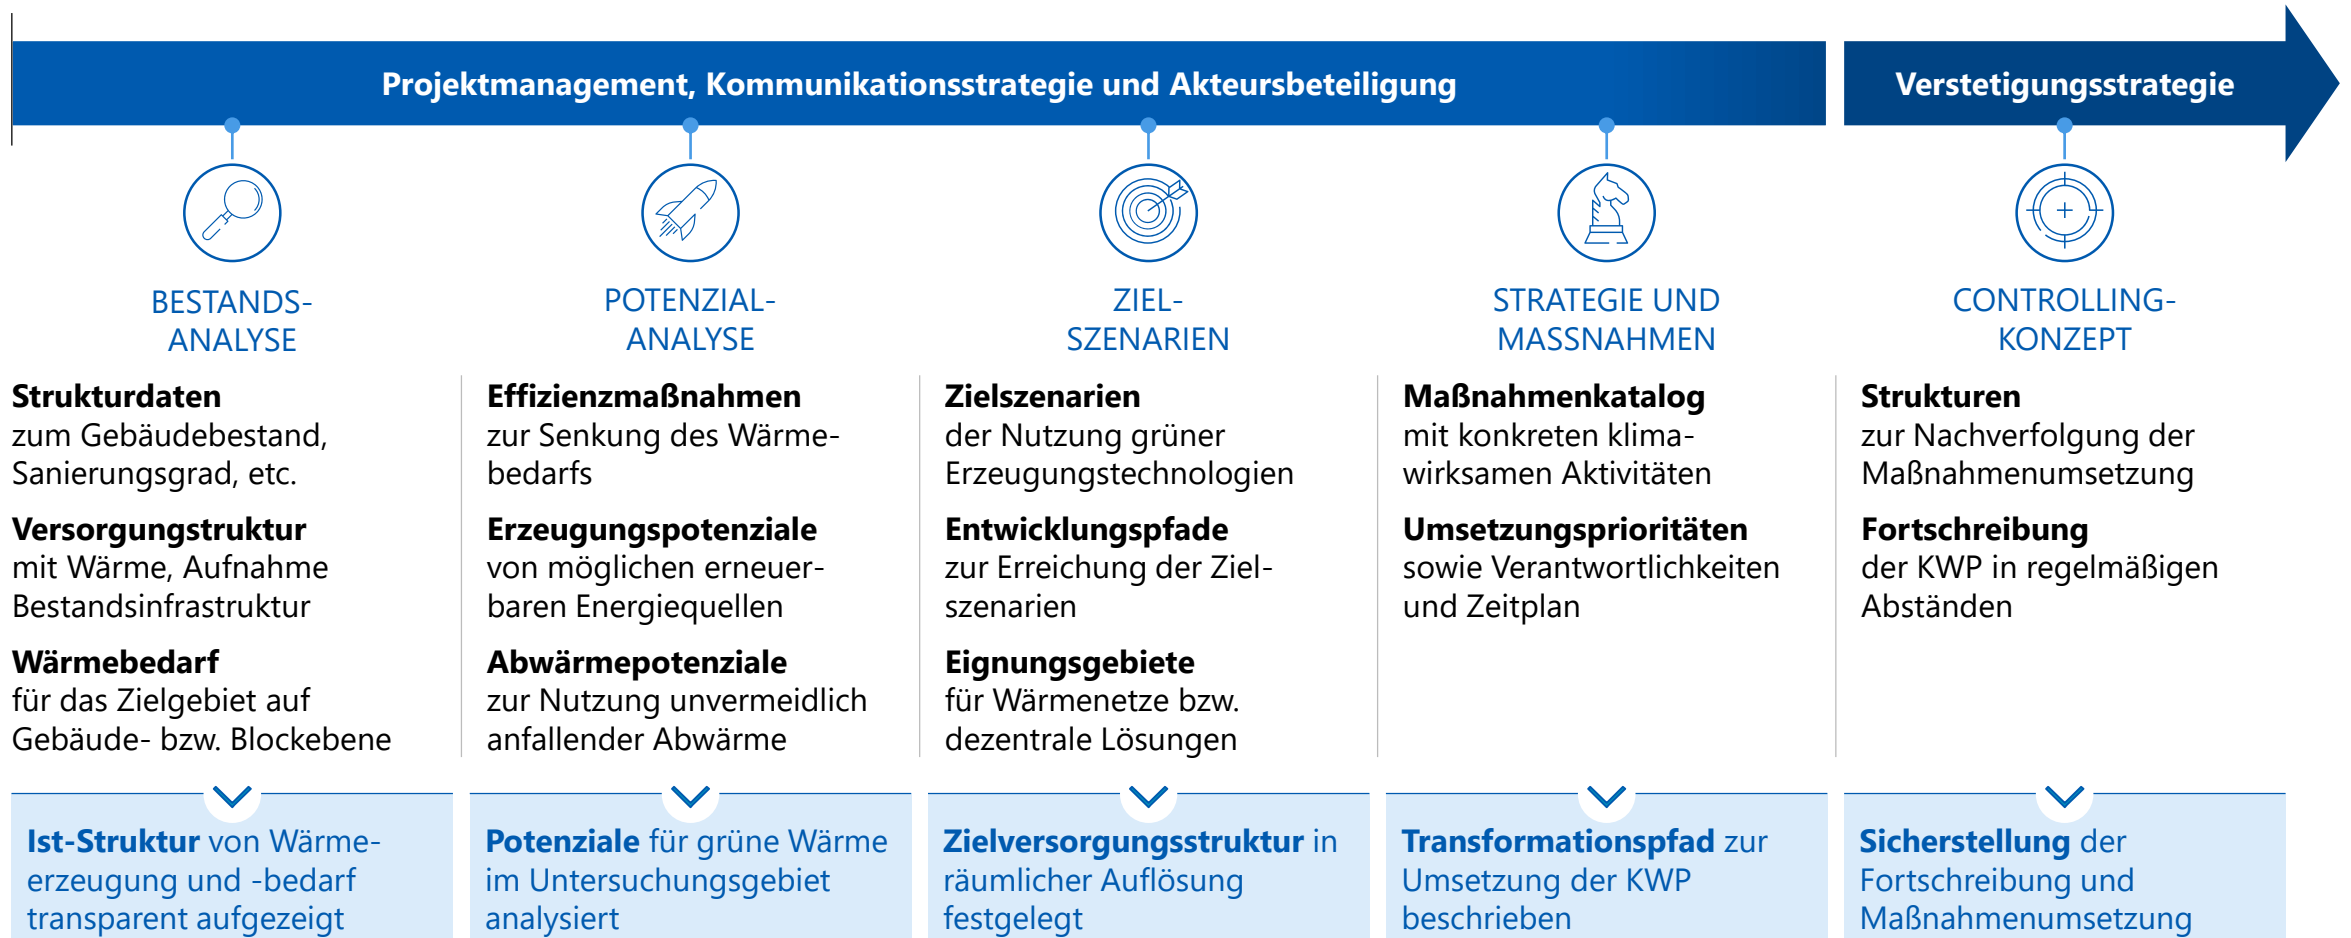 Projektmanagement, Kommunikationsstrategie und Akteursbeteiligung
Verstetigungsstrategie
BESTANDS-
ANALYSE
Strukturdaten
zum Gebäudebestand,
Sanierungsgrad, etc.
Versorgungstruktur
mit Wärme, Aufnahme
Bestandsinfrastruktur
Wärmebedarf
für das Zielgebiet auf
Gebäude- bzw. Blockebene
Ist-Struktur von Wärme-
erzeugung und -bedarf
transparent aufgezeigt
POTENZIAL-
ANALYSE
Effizienzmaßnahmen
zur Senkung des Wärme-
bedarfs
Erzeugungspotenziale
von möglichen erneuer-
baren Energiequellen
Abwärmepotenziale
zur Nutzung unvermeidlich
anfallender Abwärme
Potenziale für grüne Wärme
im Untersuchungsgebiet
analysiert
ZIEL-
SZENARIEN
Zielszenarien
der Nutzung grüner
Erzeugungstechnologien
Entwicklungspfade
zur Erreichung der Ziel-
szenarien
Eignungsgebiete
für Wärmenetze bzw.
dezentrale Lösungen
Zielversorgungsstruktur in
räumlicher Auflösung
festgelegt
STRATEGIE UND
MASSNAHMEN
Maßnahmenkatalog
mit konkreten klima-
wirksamen Aktivitäten
Umsetzungsprioritäten
sowie Verantwortlichkeiten
und Zeitplan
Transformationspfad zur
Umsetzung der KWP
beschrieben
CONTROLLING-
KONZEPT
Strukturen
zur Nachverfolgung der
Maßnahmenumsetzung
Fortschreibung
der KWP in regelmäßigen
Abständen
Sicherstellung der
Fortschreibung und
Maßnahmenumsetzung